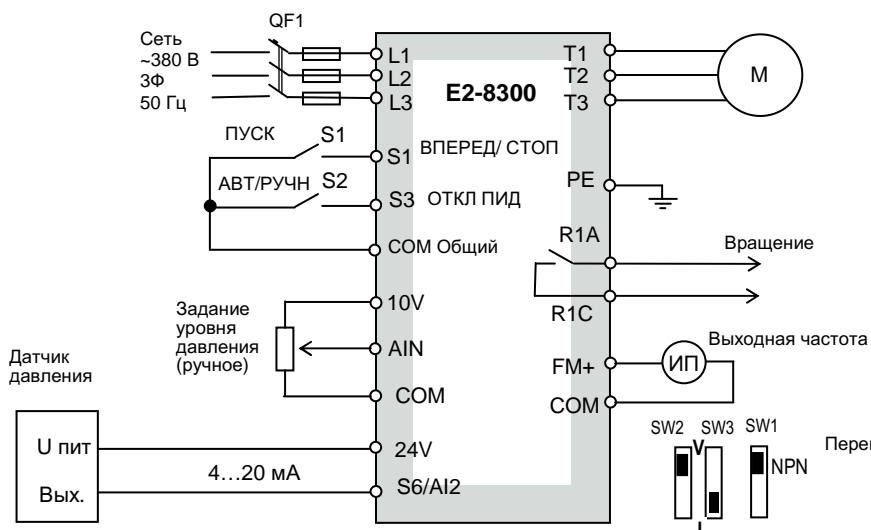 QF1
Сеть
~380 В
3Ф
50 Гц
L1
L2
L3
E2-8300
T1
T2
T3
M
ПУСК
S1
S1
ВПЕРЕД/ СТОП
АВТ/РУЧН
S2
S3
ОТКЛ ПИД
COM Общий
PE
R1A
Вращение
R1C
10V
Задание
уровня
давления
(ручное)
AIN
COM
FM+
ИП
Выходная частота
COM
Датчик
давления
U пит
24V
Вых.
4...20 мА
S6/AI2
SW2
SW3
SW1
V
NPN
I